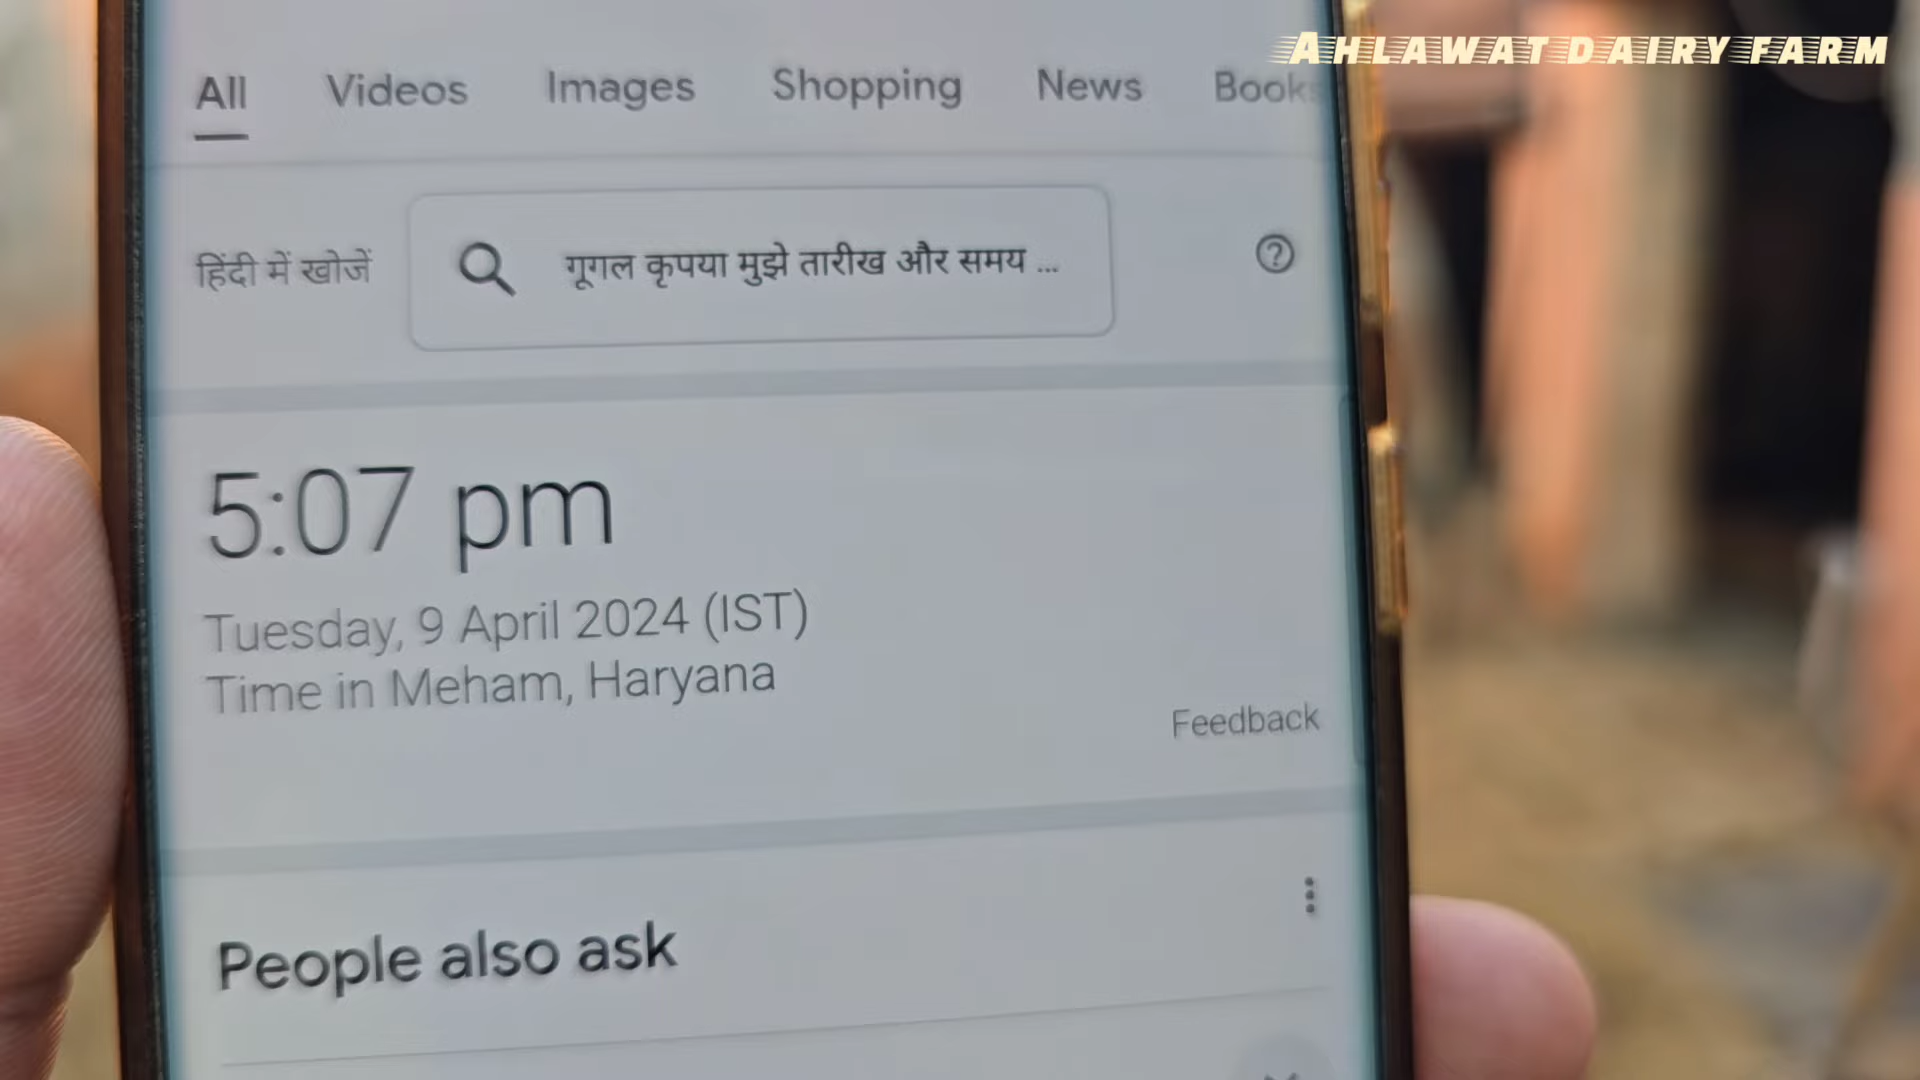 AHLAWAT DAIRY FARM
All Videos Images Shopping News Books
हिंदी में खोजें गूगल कृपया मुझे तारीख और समय ...
5:07 pm
Tuesday, 9 April 2024 (IST)
Time in Meham, Haryana
Feedback
People also ask